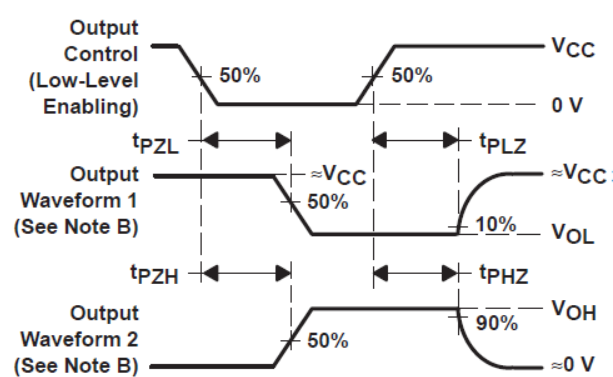 Output
Control
(Low-Level
Enabling)
50%
50%
VCC
0 V
tPZL
tPLZ
Output
Waveform 1
(See Note B)
≈VCC
50%
10%
≈VCC
VOL
tPZH
tPHZ
Output
Waveform 2
(See Note B)
50%
90%
VOH
≈0 V